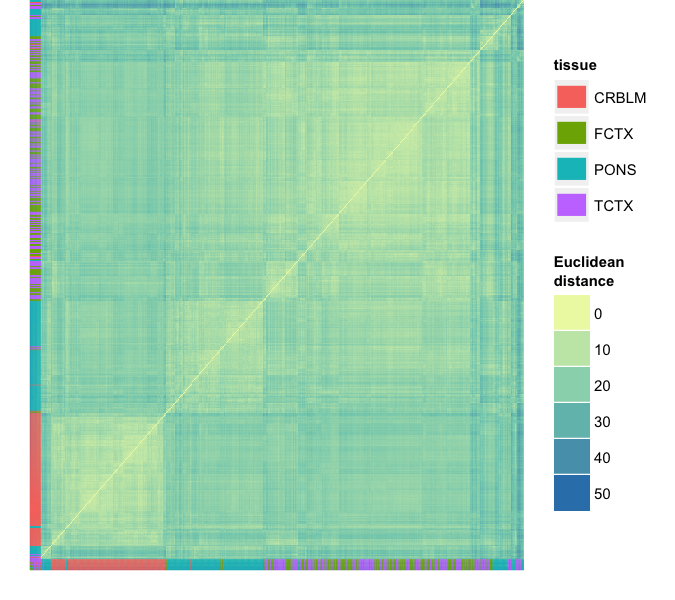 tissue
CRBLM
FCTX
PONS
TCTX
Euclidean
distance
0
10
20
30
40
50